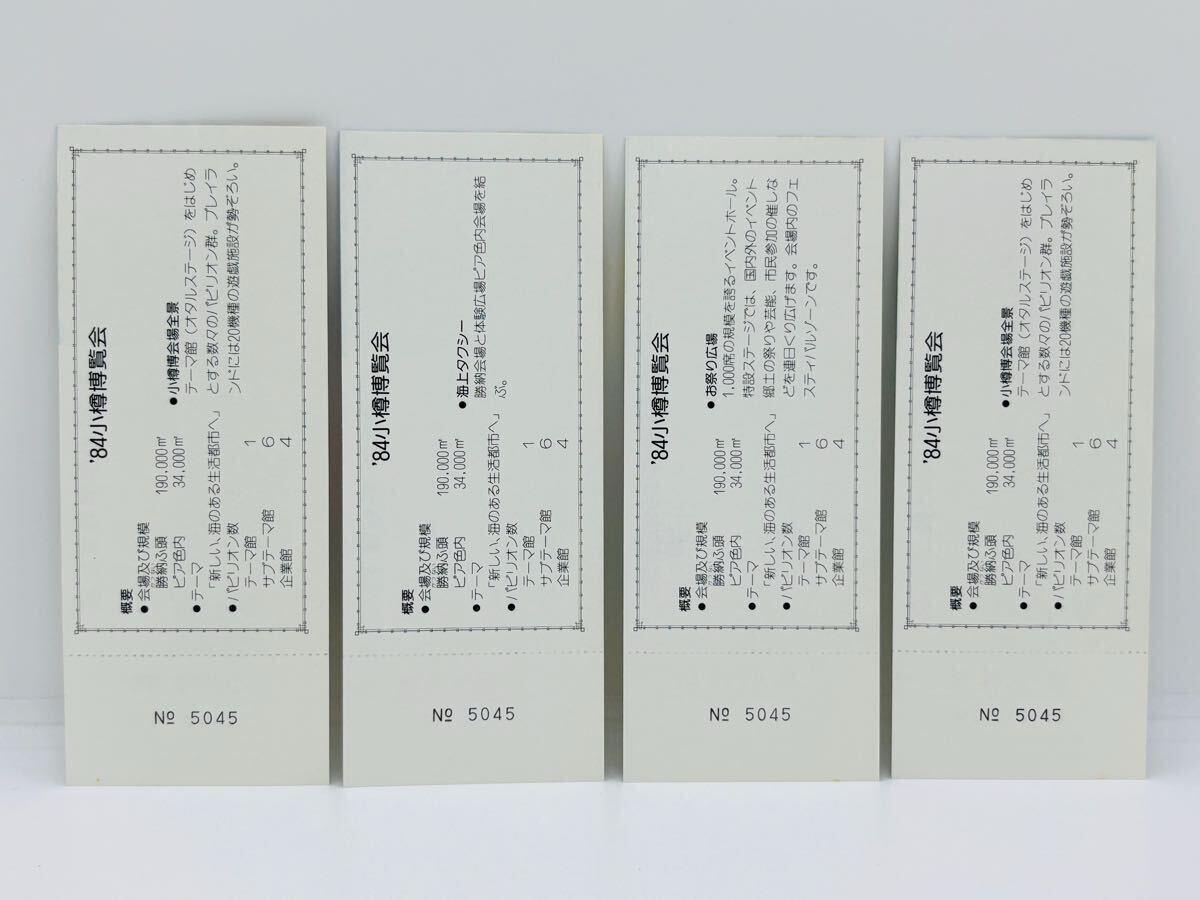 '84小樽博覧会
概要
●会場及び規模
勝納ふ頭 190,000㎡
ピア色内 34,000㎡
●テーマ
「新しい、海のある生活都市へ」
●パビリオン数
テーマ館 1
サブテーマ館 6
企業館 4
●小樽博会場全景
テーマ館(オタルステージ)をはじめ
とする数々のパビリオン群。プレイラ
ンドには20機種の遊戯施設が勢ぞろい。
№ 5045
'84小樽博覧会
概要
●会場及び規模
勝納ふ頭 190,000㎡
ピア色内 34,000㎡
●テーマ
「新しい、海のある生活都市へ」
●パビリオン数
テーマ館 1
サブテーマ館 6
企業館 4
●海上タクシー
勝納会場と体験広場ピア色内会場を結
ぶ。
№ 5045
'84小樽博覧会
概要
●会場及び規模
勝納ふ頭 190,000㎡
ピア色内 34,000㎡
●テーマ
「新しい、海のある生活都市へ」
●パビリオン数
テーマ館 1
サブテーマ館 6
企業館 4
●お祭り広場
1,000席の規模を誇るイベントホール。
特設ステージでは、国内外のイベント
郷土の祭りや芸能、市民参加の催しな
どを連日くり広げます。会場内のフェ
スティバルゾーンです。
№ 5045
'84小樽博覧会
概要
●会場及び規模
勝納ふ頭 190,000㎡
ピア色内 34,000㎡
●テーマ
「新しい、海のある生活都市へ」
●パビリオン数
テーマ館 1
サブテーマ館 6
企業館 4
●小樽博会場全景
テーマ館(オタルステージ)をはじめ
とする数々のパビリオン群。プレイラ
ンドには20機種の遊戯施設が勢ぞろい。
№ 5045